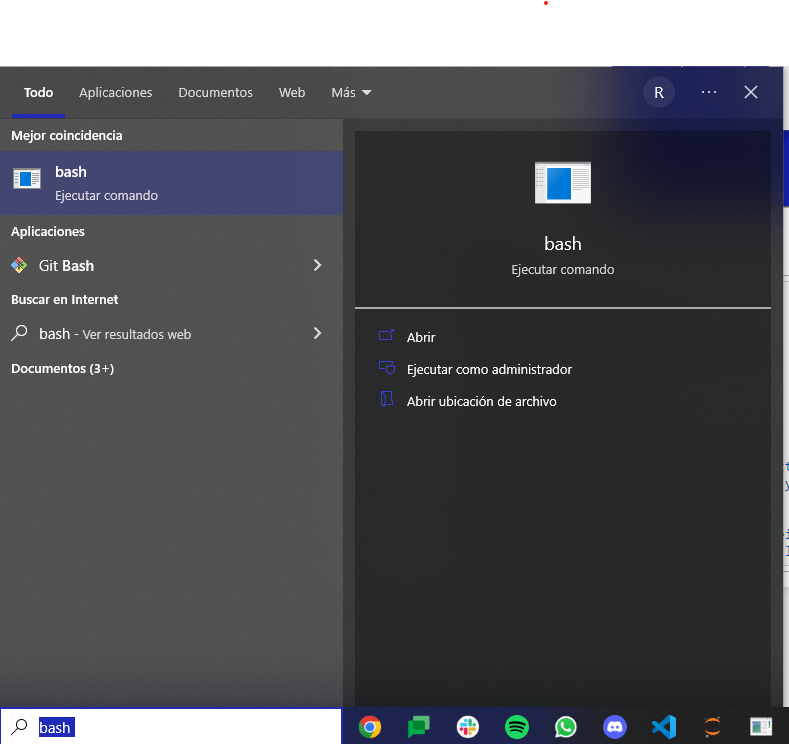 Todo Aplicaciones Documentos Web Más R ...
Mejor coincidencia
bash
Ejecutar comando
Aplicaciones
Git Bash
Buscar en Internet
bash - Ver resultados web
Documentos (3+)
bash
Ejecutar comando
Abrir
Ejecutar como administrador
Abrir ubicación de archivo
bash